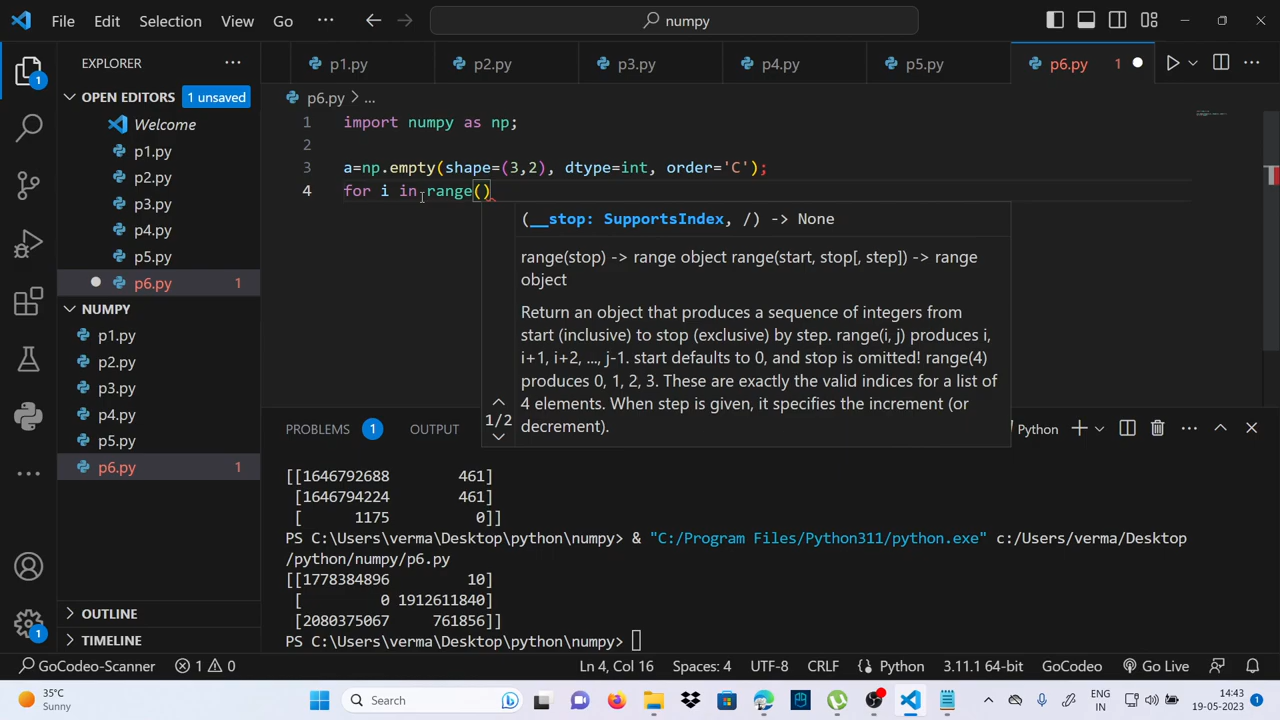 File Edit Selection View Go ··· numpy
EXPLORER ···
p1.py p2.py p3.py p4.py p5.py p6.py 1
OPEN EDITORS 1 unsaved
Welcome
p1.py
p2.py
p3.py
p4.py
p5.py
p6.py 1
NUMPY
p1.py
p2.py
p3.py
p4.py
p5.py
p6.py 1
OUTLINE
TIMELINE
1
1
p6.py > ...
1 import numpy as np;
2
3 a=np.empty(shape=(3,2), dtype=int, order='C');
4 for i in range()
(__stop: SupportsIndex, /) -> None
range(stop) -> range object range(start, stop[, step]) -> range
object
Return an object that produces a sequence of integers from
start (inclusive) to stop (exclusive) by step. range(i, j) produces i,
i+1, i+2, ..., j-1. start defaults to 0, and stop is omitted! range(4)
produces 0, 1, 2, 3. These are exactly the valid indices for a list of
4 elements. When step is given, it specifies the increment (or
decrement).
1/2
PROBLEMS 1 OUTPUT Python
[[1646792688        461]
 [1646794224        461]
 [      1175          0]]
PS C:\Users\verma\Desktop\python\numpy> & "C:/Program Files/Python311/python.exe" c:/Users/verma/Desktop
/python/numpy/p6.py
[[1778384896         10]
 [         0 1912611840]
 [2080375067     761856]]
PS C:\Users\verma\Desktop\python\numpy>
GoCodeo-Scanner 1 0 Ln 4, Col 16 Spaces: 4 UTF-8 CRLF Python 3.11.1 64-bit GoCodeo Go Live
35°C
Sunny
Search
ENG
IN
14:43
19-05-2023
1